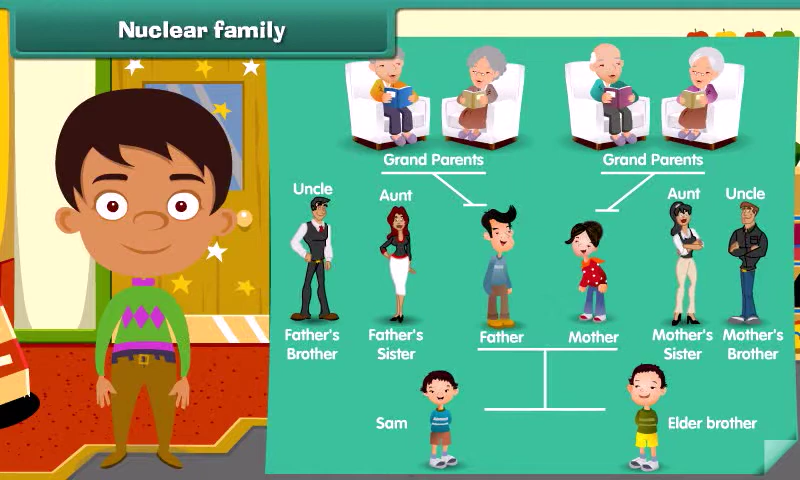 Nuclear family
Grand Parents
Grand Parents
Uncle
Aunt
Aunt
Uncle
Father's
Brother
Father's
Sister
Father
Mother
Mother's
Sister
Mother's
Brother
Sam
Elder brother